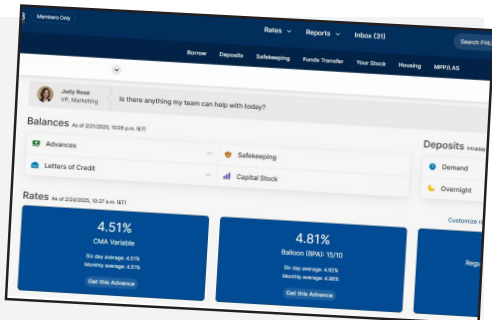 Members Only
Rates Reports Inbox (31)
Search FHL
Borrow Deposits Safekeeping Funds Transfer Your Stock Housing MPP/LAS
Judy Rose
VP, Marketing
Is there anything my team can help with today?
Balances As of 2/21/2025, 10:05 p.m. (ET)
Deposits Intraday
Advances --
Safekeeping
Demand
Letters of Credit --
Capital Stock
Overnight
Rates As of 2/24/2025, 10:37 a.m. (ET)
Customize
4.51%
CMA Variable
Six day average: 4.51%
Monthly average: 4.51%
Get this Advance
4.81%
Balloon (BPA): 15/10
Six day average: 4.92%
Monthly average: 4.98%
Get this Advance